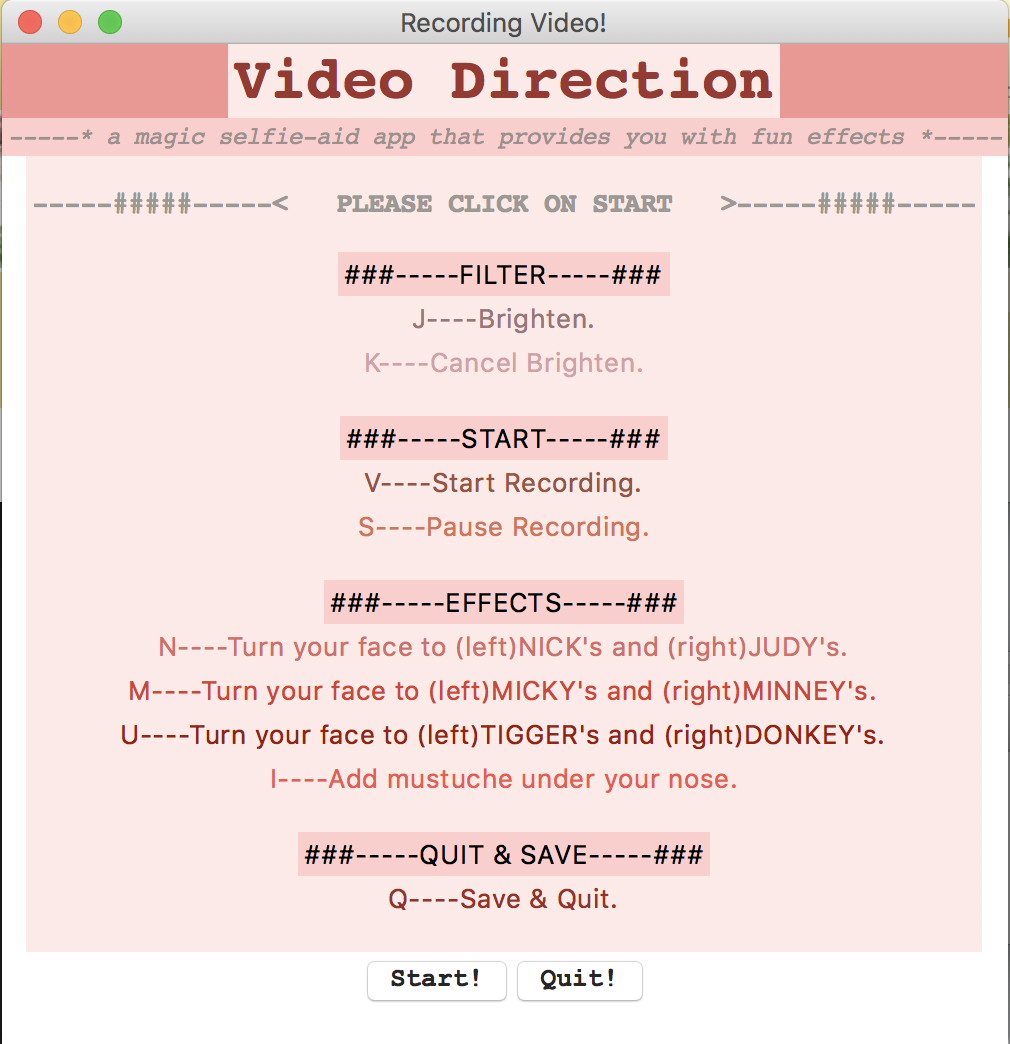 Recording Video!
Video Direction
-----* a magic selfie-aid app that provides you with fun effects *-----
-----#####-----<   PLEASE CLICK ON START   >-----#####-----
###-----FILTER-----###
J----Brighten.
K----Cancel Brighten.
###-----START-----###
V----Start Recording.
S----Pause Recording.
###-----EFFECTS-----###
N----Turn your face to (left)NICK's and (right)JUDY's.
M----Turn your face to (left)MICKY's and (right)MINNEY's.
U----Turn your face to (left)TIGGER's and (right)DONKEY's.
I----Add mustuche under your nose.
###-----QUIT & SAVE-----###
Q----Save & Quit.
Start! Quit!